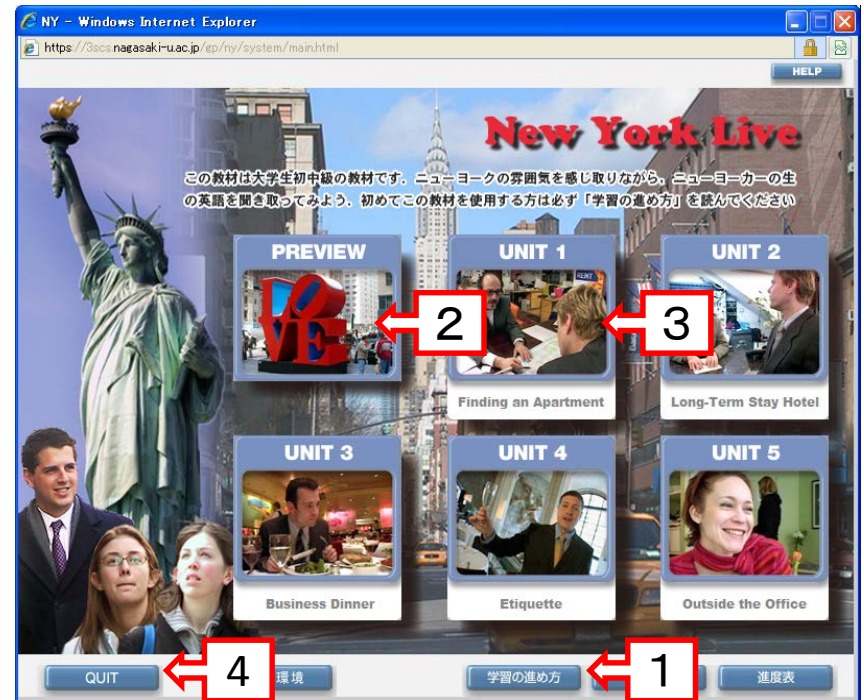 NY - Windows Internet Explorer
https://3scs.nagasaki-u.ac.jp/gp/ny/system/main.html
HELP
New York Live
この教材は大学生初中級の教材です．ニューヨークの雰囲気を感じ取りながら，ニューヨーカーの生
の英語を聞き取ってみよう．初めてこの教材を使用する方は必ず「学習の進め方」を読んでください
PREVIEW
UNIT 1
UNIT 2
LOVE
RENT
2
3
Finding an Apartment
Long-Term Stay Hotel
UNIT 3
UNIT 4
UNIT 5
Business Dinner
Etiquette
Outside the Office
QUIT
4
環境
学習の進め方
1
進度表